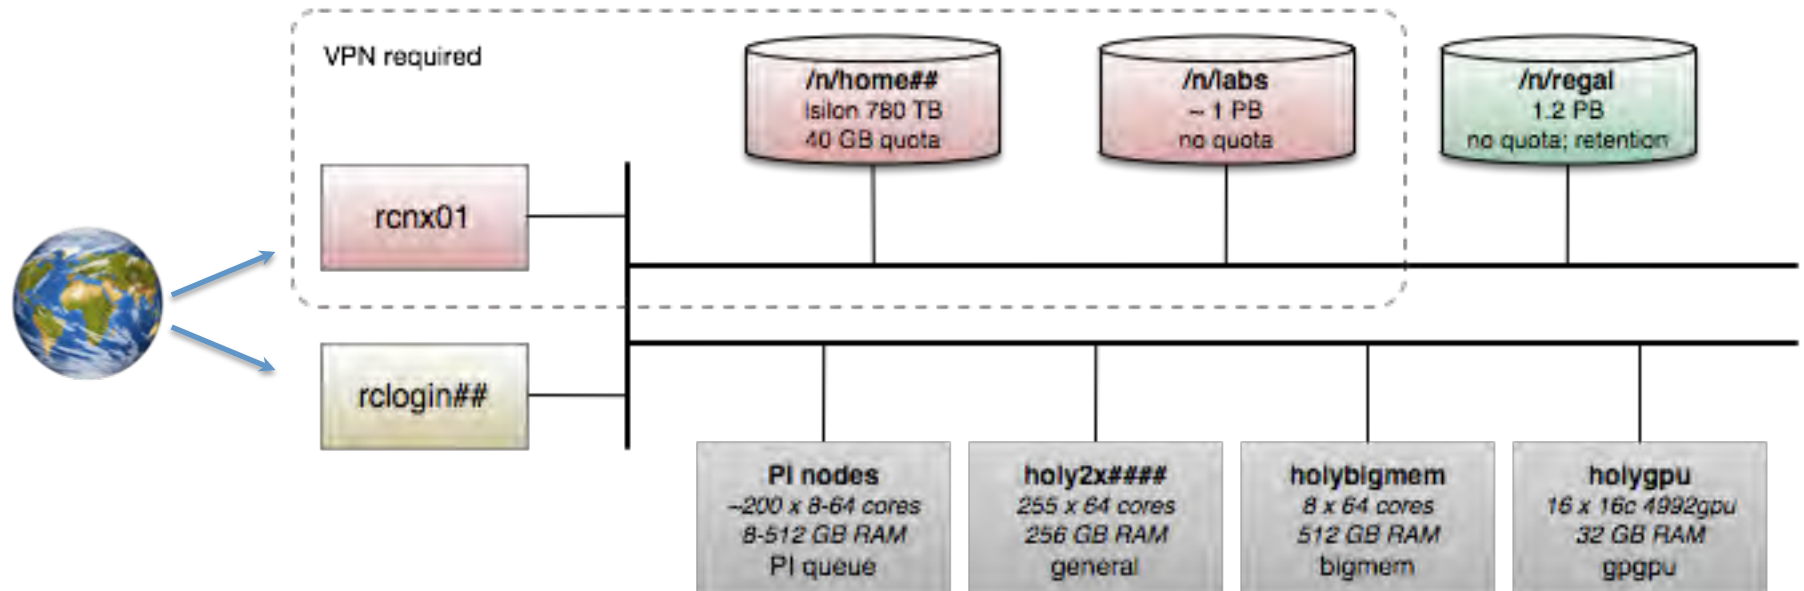 VPN required
/n/home##
Isilon 780 TB
40 GB quota
/n/labs
~ 1 PB
no quota
/n/regal
1.2 PB
no quota; retention
rcnx01
rclogin##
PI nodes
~200 x 8-64 cores
8-512 GB RAM
PI queue
holy2x####
255 x 64 cores
256 GB RAM
general
holybigmem
8 x 64 cores
512 GB RAM
bigmem
holygpu
16 x 16c 4992gpu
32 GB RAM
gpgpu